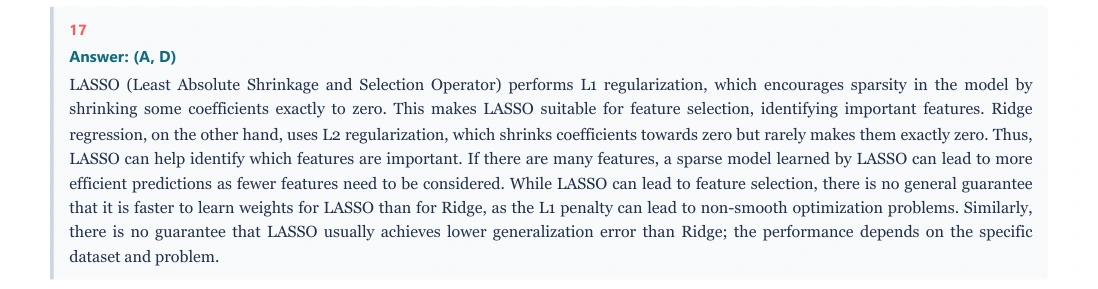 17
Answer: (A, D)
LASSO (Least Absolute Shrinkage and Selection Operator) performs L1 regularization, which encourages sparsity in the model by
shrinking some coefficients exactly to zero. This makes LASSO suitable for feature selection, identifying important features. Ridge
regression, on the other hand, uses L2 regularization, which shrinks coefficients towards zero but rarely makes them exactly zero. Thus,
LASSO can help identify which features are important. If there are many features, a sparse model learned by LASSO can lead to more
efficient predictions as fewer features need to be considered. While LASSO can lead to feature selection, there is no general guarantee
that it is faster to learn weights for LASSO than for Ridge, as the L1 penalty can lead to non-smooth optimization problems. Similarly,
there is no guarantee that LASSO usually achieves lower generalization error than Ridge; the performance depends on the specific
dataset and problem.